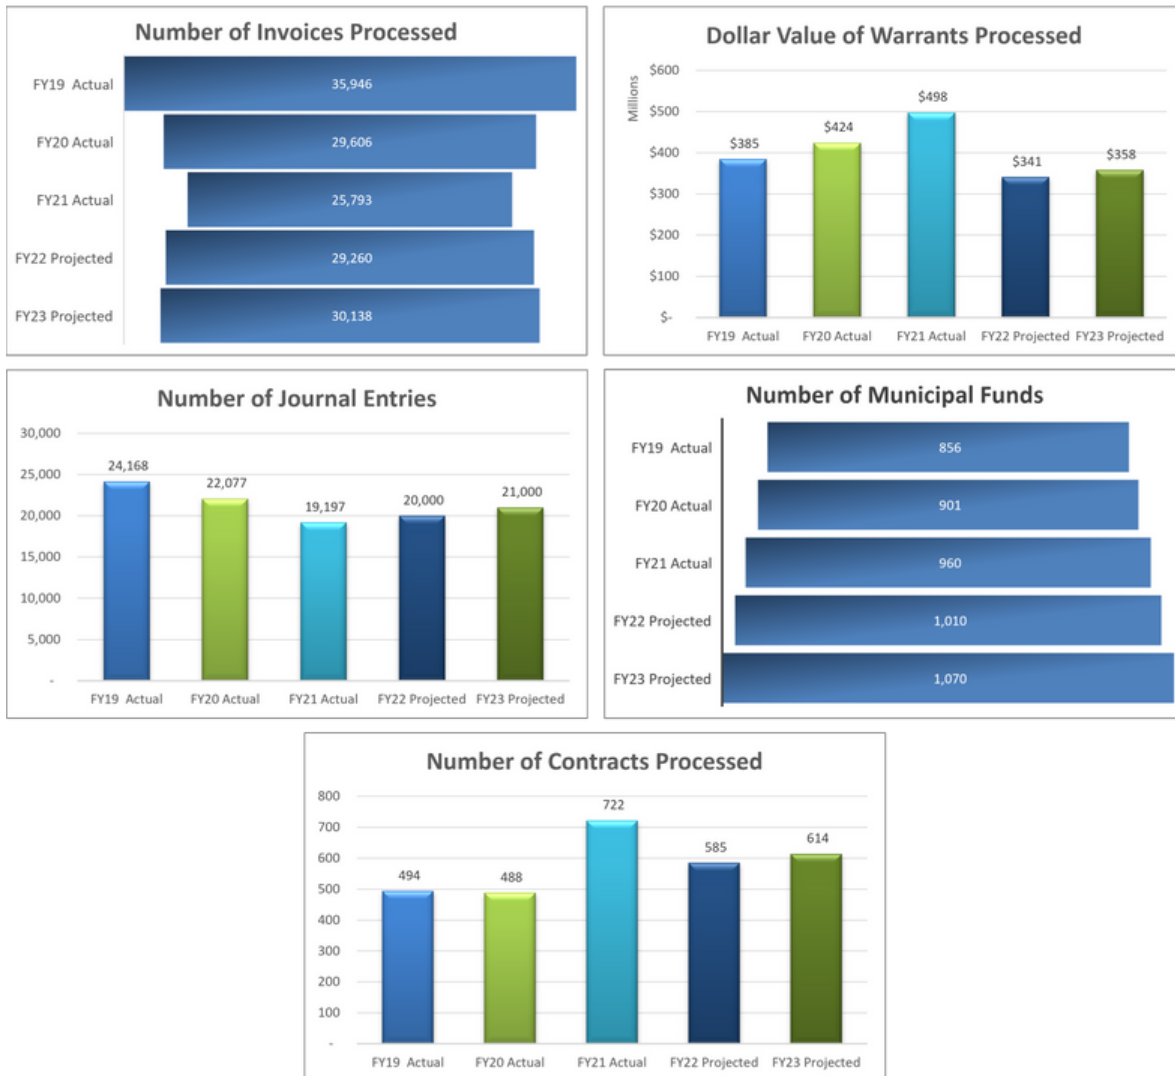 Number of Invoices Processed
FY19 Actual
35,946
FY20 Actual
29,606
FY21 Actual
25,793
FY22 Projected
29,260
FY23 Projected
30,138
Dollar Value of Warrants Processed
Millions
$600
$500
$400
$300
$200
$100
$-
$385
$424
$498
$341
$358
FY19 Actual
FY20 Actual
FY21 Actual
FY22 Projected
FY23 Projected
Number of Journal Entries
30,000
25,000
20,000
15,000
10,000
5,000
-
24,168
22,077
19,197
20,000
21,000
FY19 Actual
FY20 Actual
FY21 Actual
FY22 Projected
FY23 Projected
Number of Municipal Funds
FY19 Actual
856
FY20 Actual
901
FY21 Actual
960
FY22 Projected
1,010
FY23 Projected
1,070
Number of Contracts Processed
800
700
600
500
400
300
200
100
-
494
488
722
585
614
FY19 Actual
FY20 Actual
FY21 Actual
FY22 Projected
FY23 Projected